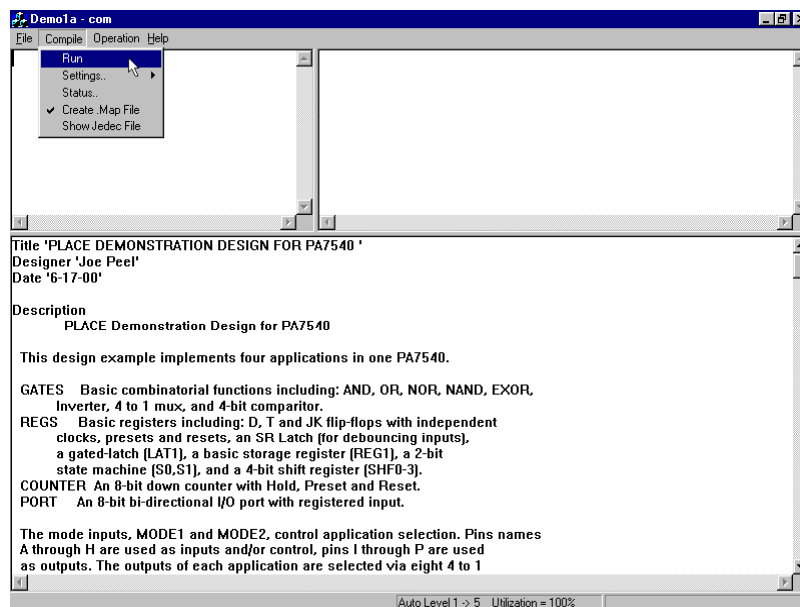 Demo1a - com
File Compile Operation Help
Run
Settings..
Status..
Create .Map File
Show Jedec File
Title 'PLACE DEMONSTRATION DESIGN FOR PA7540 '
Designer 'Joe Peel'
Date '6-17-00'
Description
PLACE Demonstration Design for PA7540
This design example implements four applications in one PA7540.
GATES Basic combinatorial functions including: AND, OR, NOR, NAND, EXOR,
Inverter, 4 to 1 mux, and 4-bit comparitor.
REGS Basic registers including: D, T and JK flip-flops with independent
clocks, presets and resets, an SR Latch (for debouncing inputs),
a gated-latch (LAT1), a basic storage register (REG1), a 2-bit
state machine (S0,S1), and a 4-bit shift register (SHF0-3).
COUNTER An 8-bit down counter with Hold, Preset and Reset.
PORT An 8-bit bi-directional I/O port with registered input.
The mode inputs, MODE1 and MODE2, control application selection. Pins names
A through H are used as inputs and/or control, pins I through P are used
as outputs. The outputs of each application are selected via eight 4 to 1
Auto Level 1 -> 5 Utilization = 100%